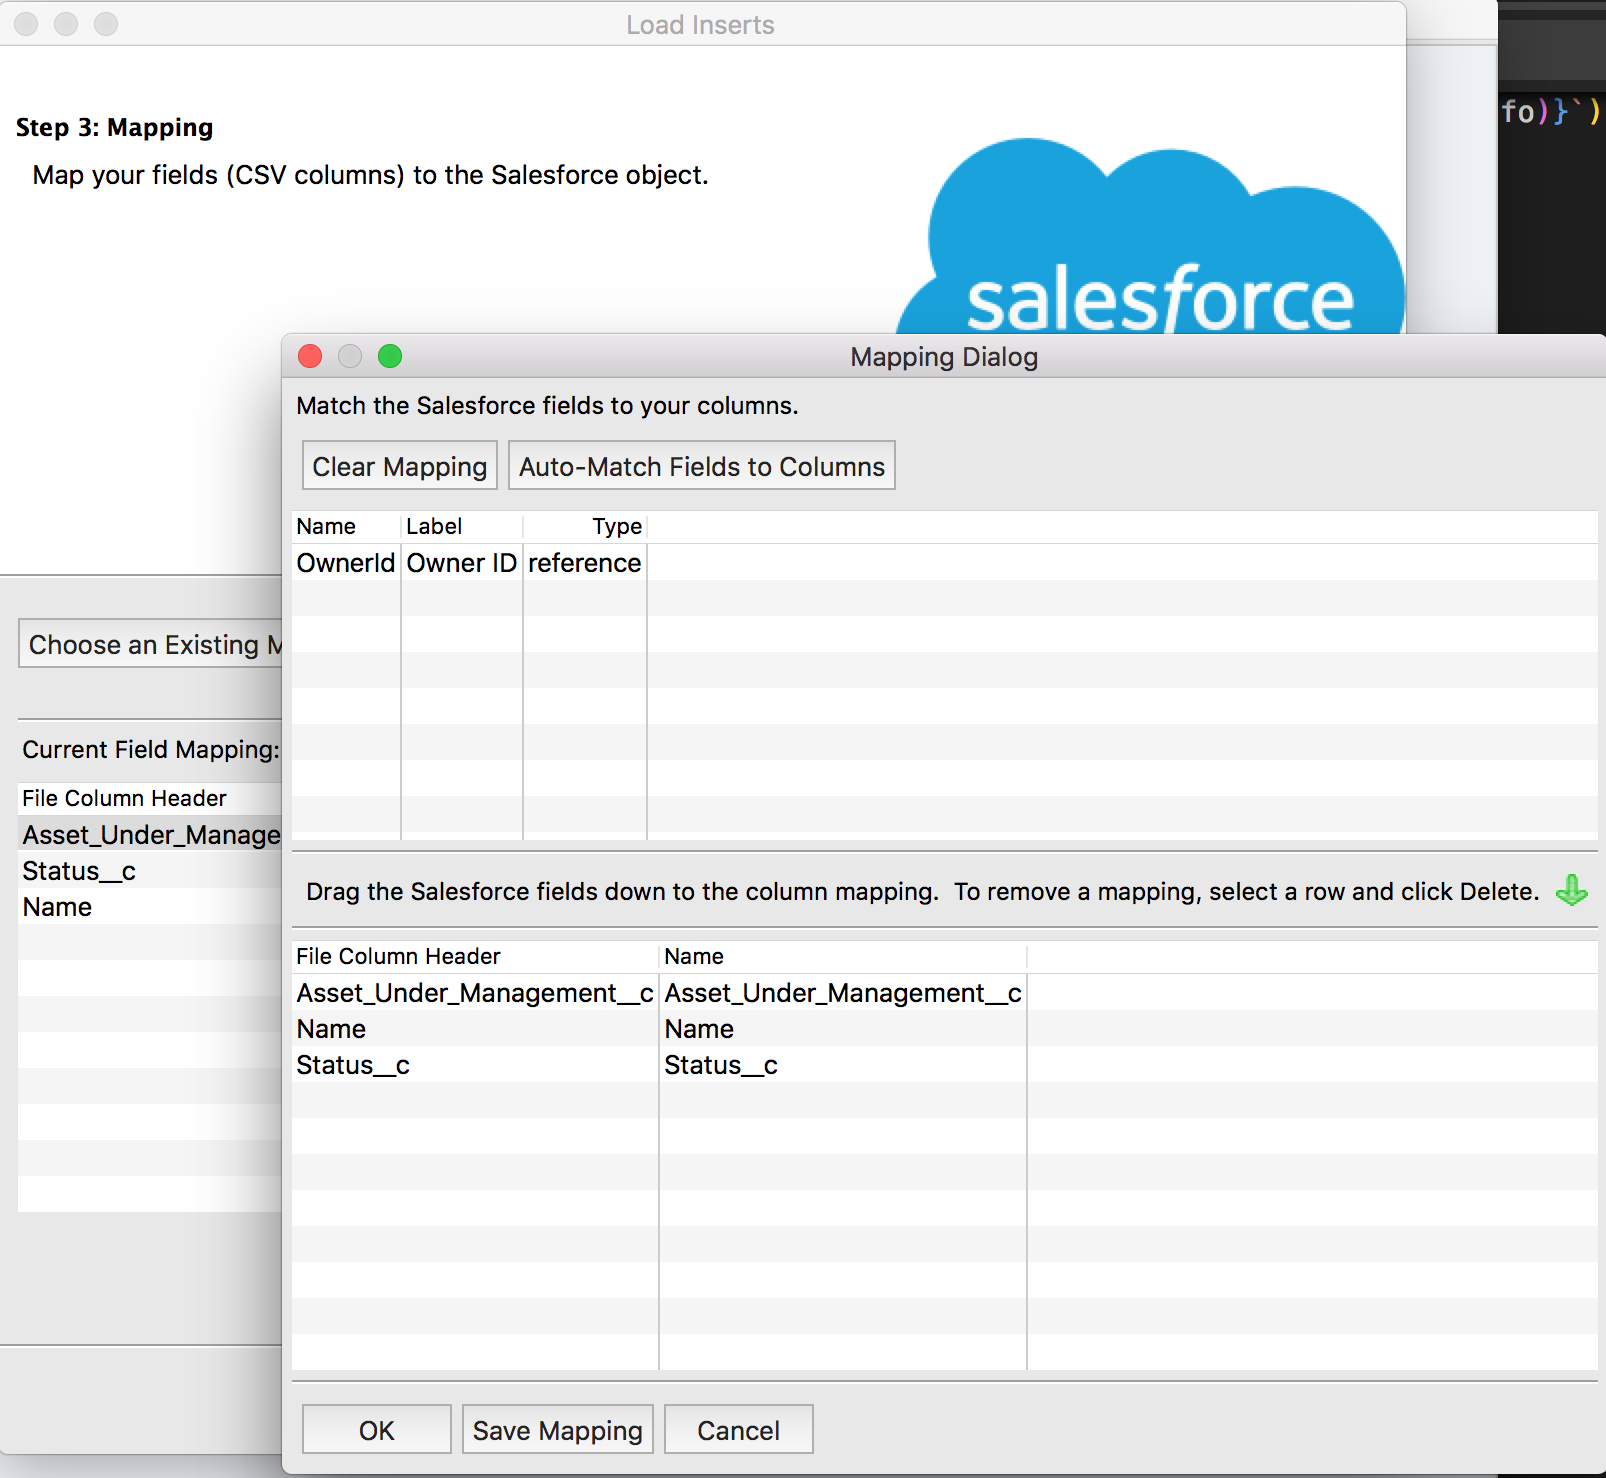 Load Inserts
fo)}`)
Step 3: Mapping
Map your fields (CSV columns) to the Salesforce object.
salesforce
Mapping Dialog
Match the Salesforce fields to your columns.
Clear Mapping Auto-Match Fields to Columns
Name Label Type
OwnerId Owner ID reference
Choose an Existing M
Current Field Mapping:
File Column Header
Asset_Under_Manage
Status__c
Name
Drag the Salesforce fields down to the column mapping.  To remove a mapping, select a row and click Delete.
File Column Header Name
Asset_Under_Management__c Asset_Under_Management__c
Name Name
Status__c Status__c
OK Save Mapping Cancel